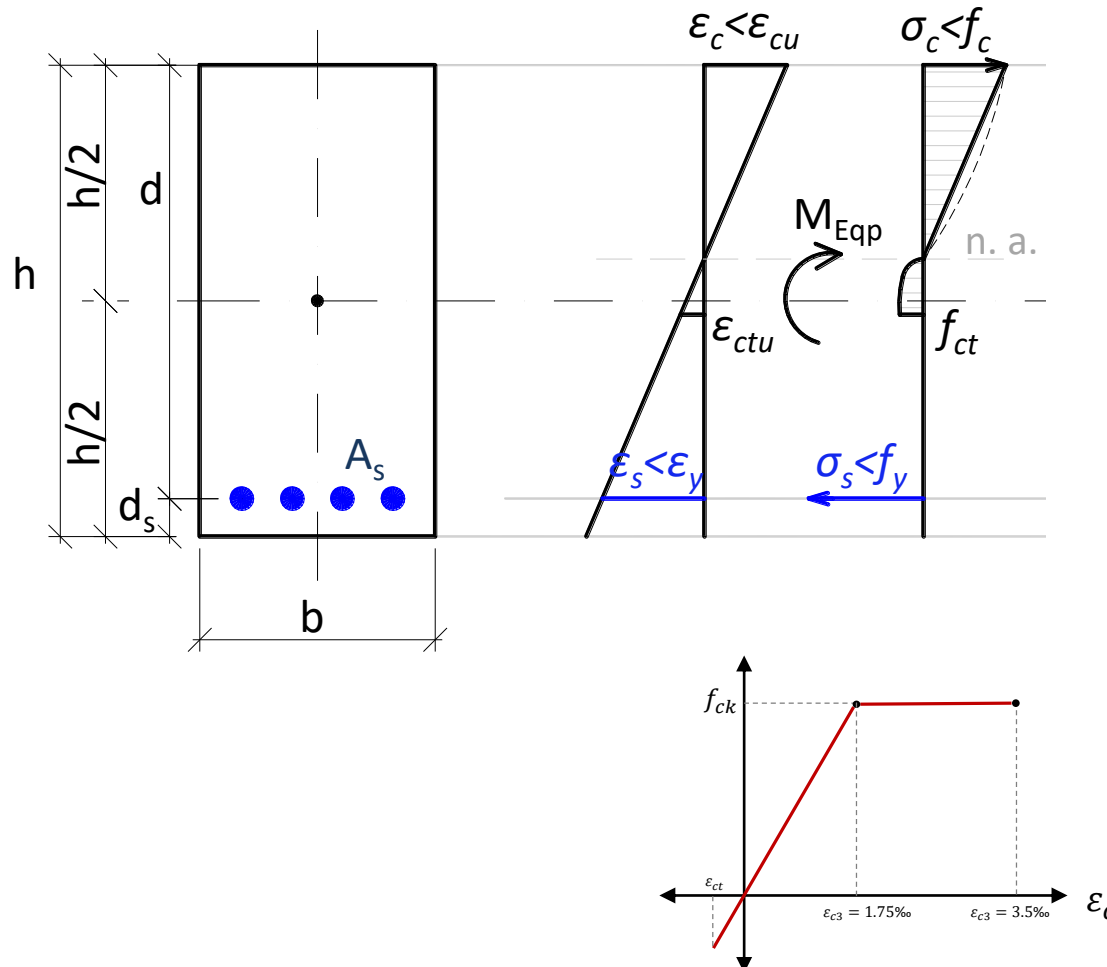 εc<εcu
σc<fc
h/2
d
h
MEqp
n. a.
εctu
fct
h/2
As
εs<εy
σs<fy
ds
b
fck
εct
εc3 = 1.75‰
εc3 = 3.5‰
εc